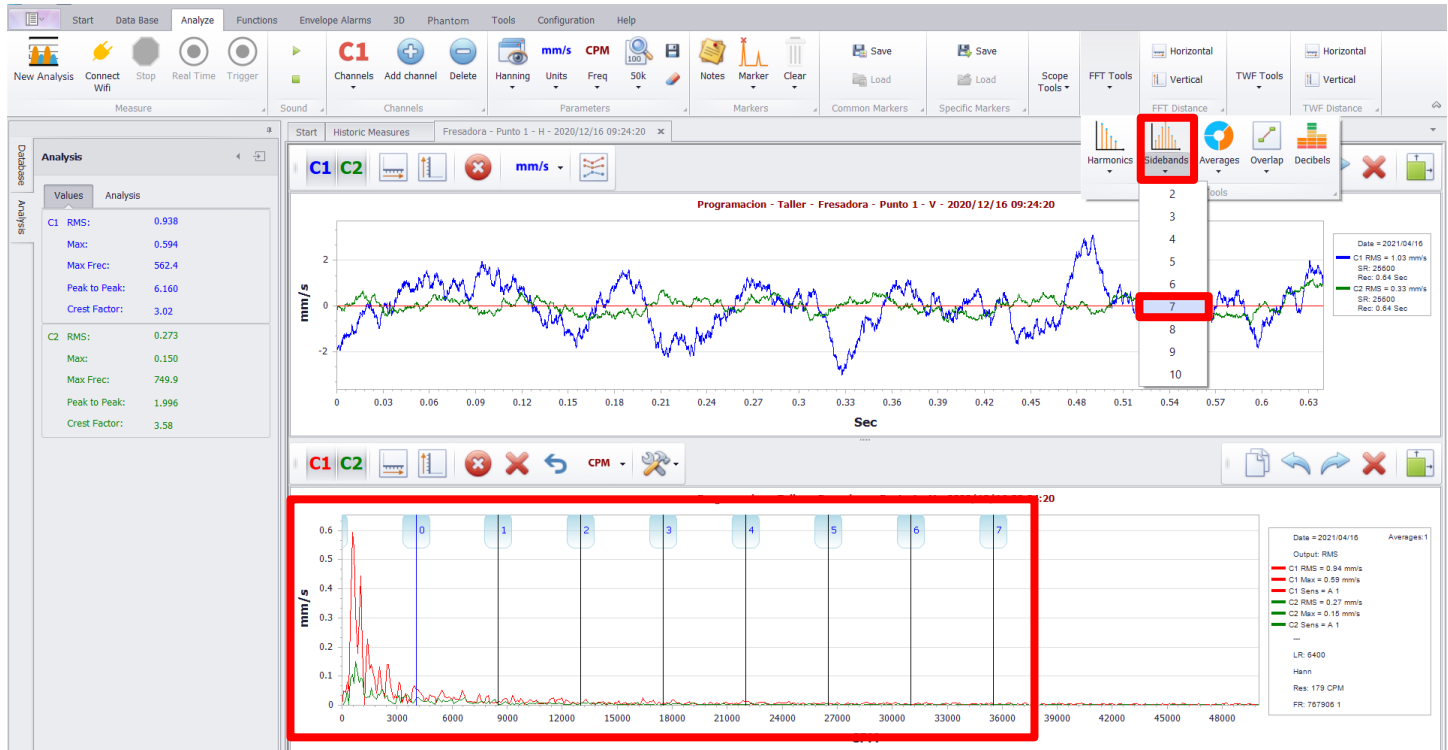 Start Data Base Analyze Functions Envelope Alarms 3D Phantom Tools Configuration Help
C1 mm/s CPM 100
New Analysis Connect Wifi Stop Real Time Trigger Channels Add channel Delete Hanning Units Freq 50k Notes Marker Clear
Save Load Save Load Scope Tools FFT Tools Horizontal Vertical TWF Tools Horizontal Vertical
Measure Sound Channels Parameters Markers Common Markers Specific Markers FFT Distance TWF Distance
Database
Analysis
Analysis
Values Analysis
C1 RMS: 0.938
Max: 0.594
Max Frec: 562.4
Peak to Peak: 6.160
Crest Factor: 3.02
C2 RMS: 0.273
Max: 0.150
Max Frec: 749.9
Peak to Peak: 1.996
Crest Factor: 3.58
Start Historic Measures Fresadora - Punto 1 - H - 2020/12/16 09:24:20
C1 C2 mm/s
Harmonics Sidebands Averages Overlap Decibels
ools
2
3
4
5
6
7
8
9
10
Programacion - Taller - Fresadora - Punto 1 - V - 2020/12/16 09:24:20
mm/s
2
0
-2
0 0.03 0.06 0.09 0.12 0.15 0.18 0.21 0.24 0.27 0.3 0.33 0.36 0.39 0.42 0.45 0.48 0.51 0.54 0.57 0.6 0.63
Sec
Date = 2021/04/16
C1 RMS = 1.03 mm/s
SR: 25600
Rec: 0.64 Sec
C2 RMS = 0.33 mm/s
SR: 25600
Rec: 0.64 Sec
C1 C2 CPM
:20
0 1 2 3 4 5 6 7
mm/s
0.6
0.5
0.4
0.3
0.2
0.1
0
0 3000 6000 9000 12000 15000 18000 21000 24000 27000 30000 33000 36000 39000 42000 45000 48000
Date = 2021/04/16 Averages:1
Output: RMS
C1 RMS = 0.94 mm/s
C1 Max = 0.59 mm/s
C1 Sens = A 1
C2 RMS = 0.27 mm/s
C2 Max = 0.15 mm/s
C2 Sens = A 1
---
LR: 6400
Hann
Res: 179 CPM
FR: 767906 1